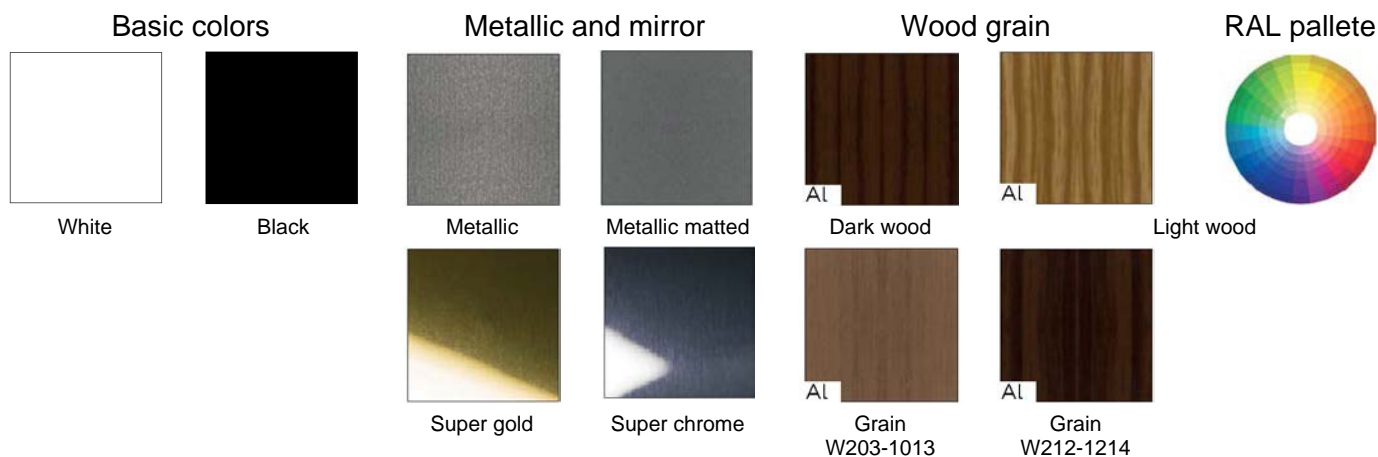 Basic colors
Metallic and mirror
Wood grain
RAL pallete
Al
Al
White
Black
Metallic
Metallic matted
Dark wood
Light wood
Al
Al
Super gold
Super chrome
Grain
W203-1013
Grain
W212-1214